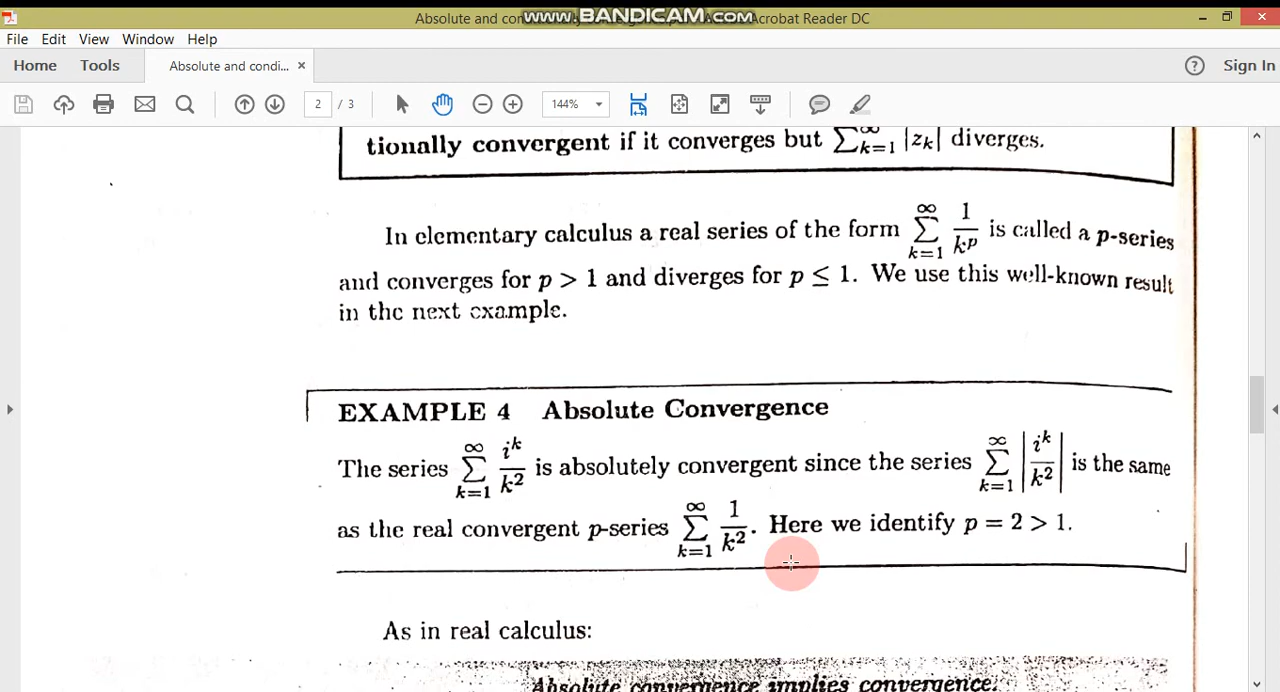 Absolute and con www.BANDICAM.com Acrobat Reader DC
File Edit View Window Help
Home Tools Absolute and condi... × Sign In
2 / 3 144%
tionally convergent if it converges but ∑_{k=1}^{∞} |z_k| diverges.
In elementary calculus a real series of the form ∑_{k=1}^{∞} 1/k^p is called a p-series
and converges for p > 1 and diverges for p ≤ 1. We use this well-known result
in the next example.
EXAMPLE 4 Absolute Convergence
The series ∑_{k=1}^{∞} i^k/k^2 is absolutely convergent since the series ∑_{k=1}^{∞} |i^k/k^2| is the same
as the real convergent p-series ∑_{k=1}^{∞} 1/k^2. Here we identify p = 2 > 1.
As in real calculus:
Absolute convergence implies convergence.